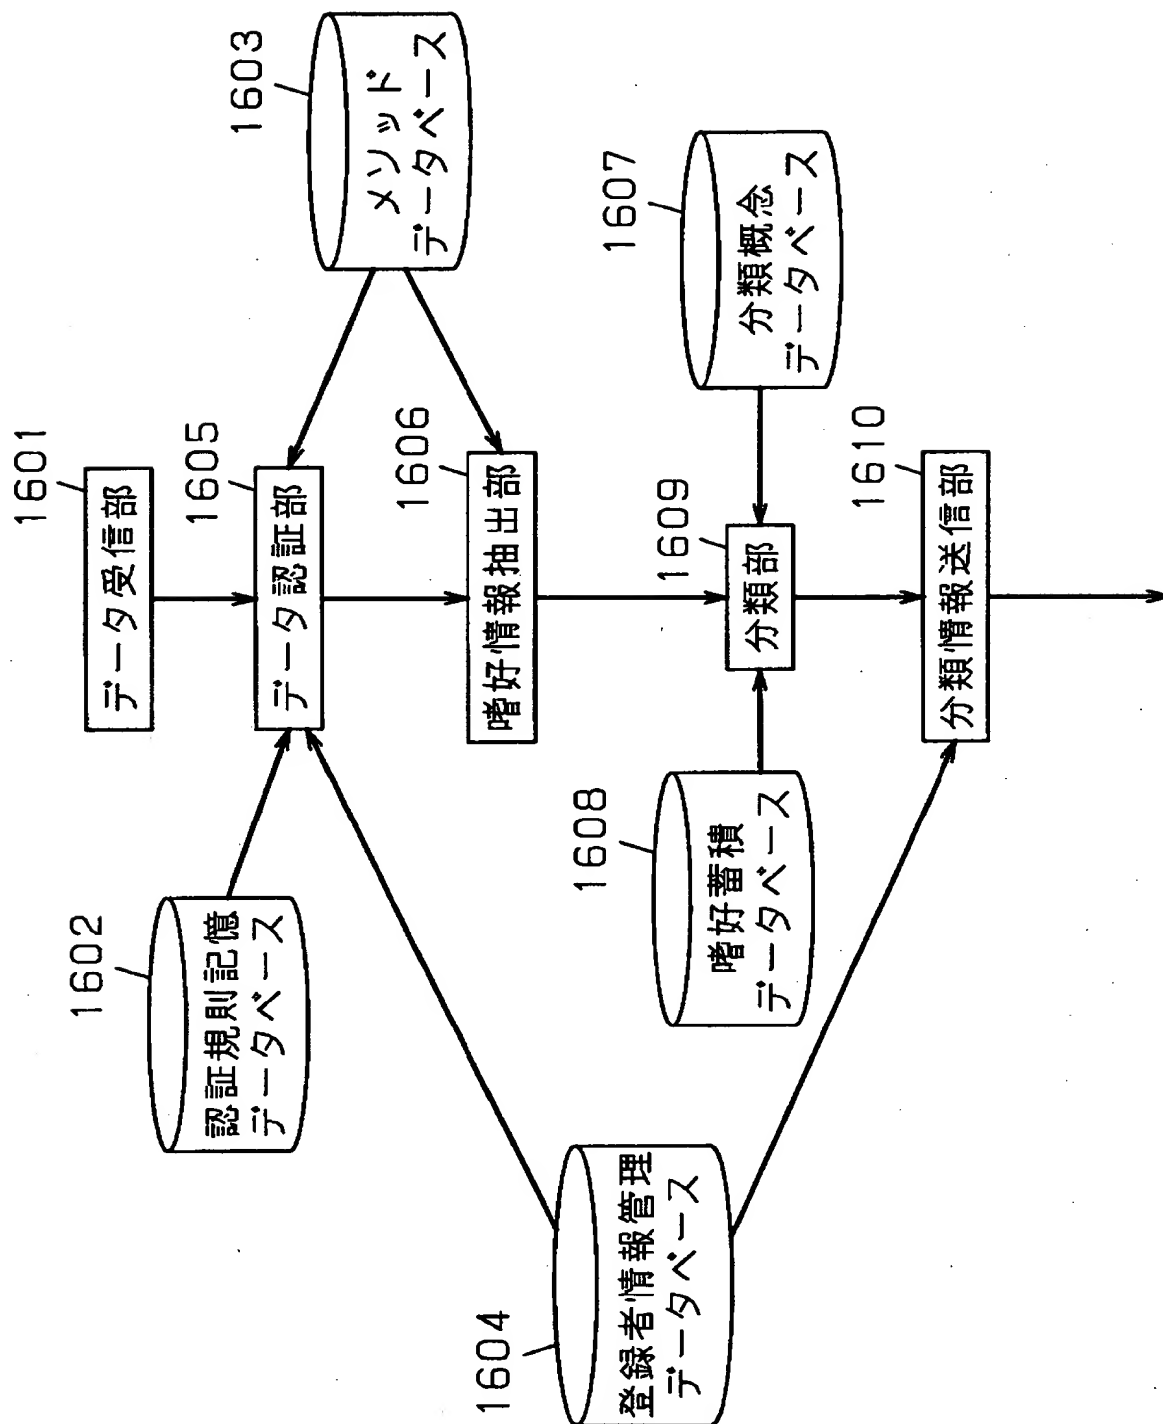 1601
データ受信部
1602
認証規則記憶
データベース
1603
メソッド
データベース
1604
登録者情報管理
データベース
1605
データ認証部
1606
嗜好情報抽出部
1607
分類概念
データベース
1608
嗜好蓄積
データベース
1609
分類部
1610
分類情報送信部